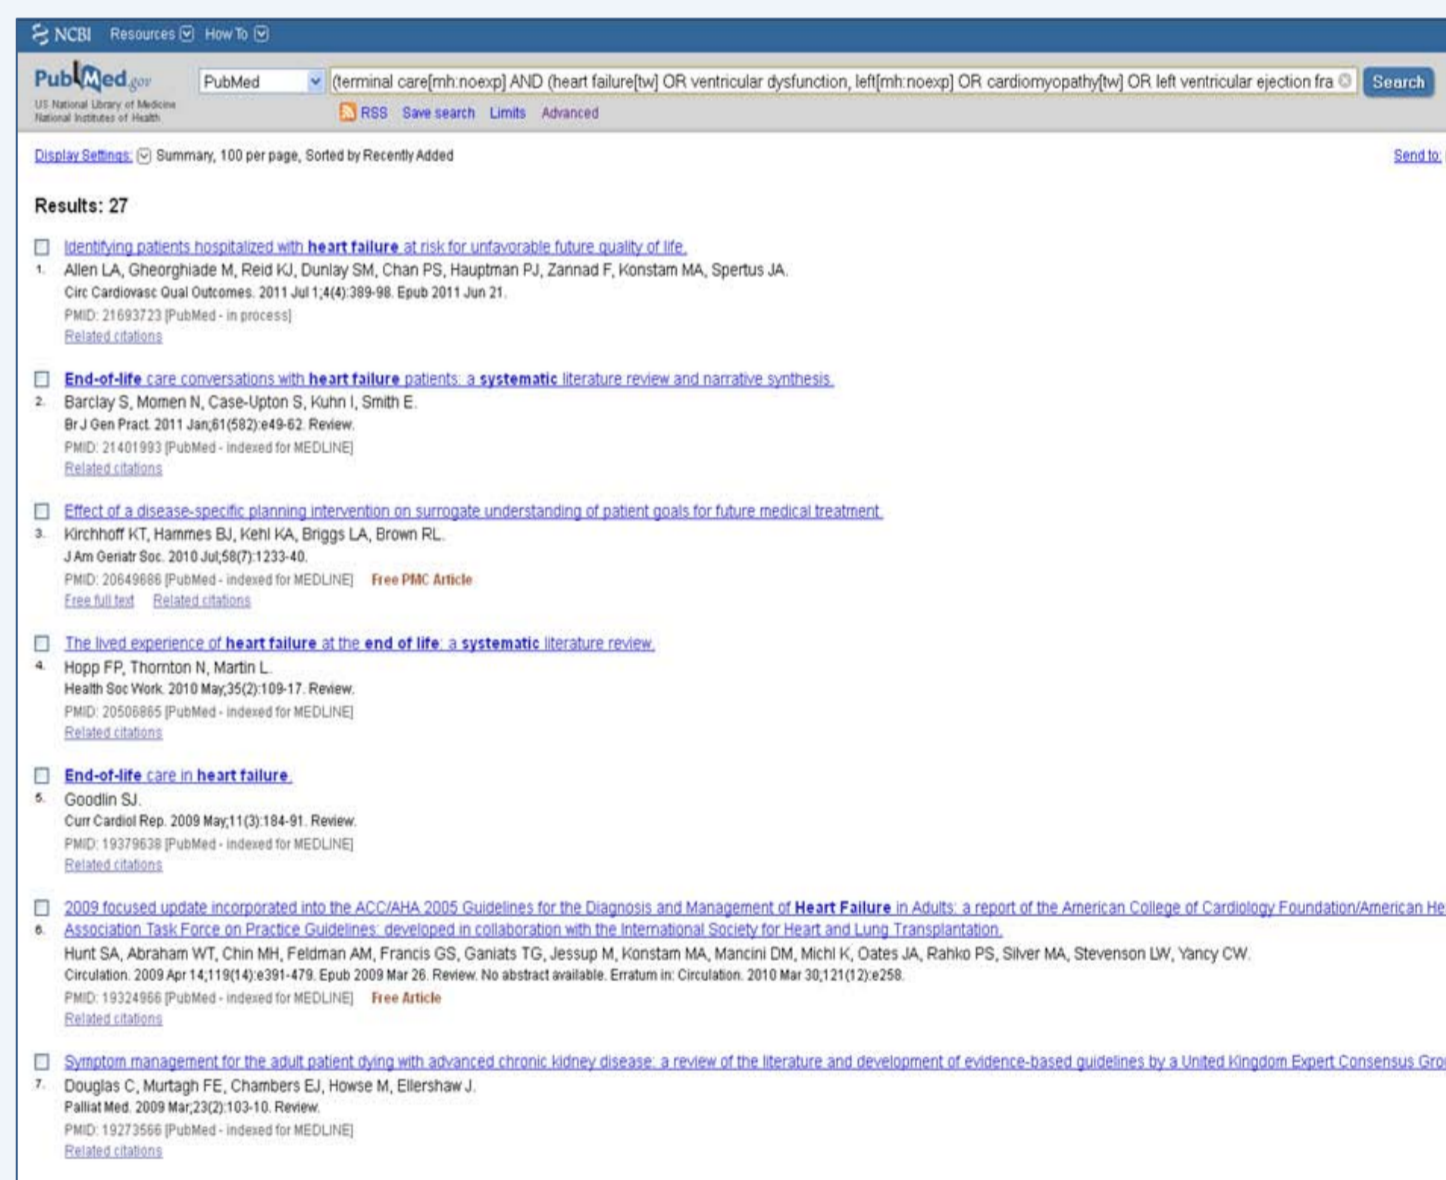 NCBI Resources How To
PubMed.gov
US National Library of Medicine
National Institutes of Health
PubMed
(terminal care[mh:noexp] AND (heart failure[tw] OR ventricular dysfunction, left[mh:noexp] OR cardiomyopathy[tw] OR left ventricular ejection fra
Search
RSS Save search Limits Advanced
Display Settings: Summary, 100 per page, Sorted by Recently Added
Send to:
Results: 27
Identifying patients hospitalized with heart failure at risk for unfavorable future quality of life.
1. Allen LA, Gheorghiade M, Reid KJ, Dunlay SM, Chan PS, Hauptman PJ, Zannad F, Konstam MA, Spertus JA.
Circ Cardiovasc Qual Outcomes. 2011 Jul 1;4(4):389-98. Epub 2011 Jun 21.
PMID: 21693723 [PubMed - in process]
Related citations
End-of-life care conversations with heart failure patients: a systematic literature review and narrative synthesis.
2. Barclay S, Momen N, Case-Upton S, Kuhn I, Smith E.
Br J Gen Pract. 2011 Jan;61(582):e49-62. Review.
PMID: 21401993 [PubMed - indexed for MEDLINE]
Related citations
Effect of a disease-specific planning intervention on surrogate understanding of patient goals for future medical treatment.
3. Kirchhoff KT, Hammes BJ, Kehl KA, Briggs LA, Brown RL.
J Am Geriatr Soc. 2010 Jul;58(7):1233-40.
PMID: 20649686 [PubMed - indexed for MEDLINE] Free PMC Article
Free full text Related citations
The lived experience of heart failure at the end of life: a systematic literature review.
4. Hopp FP, Thornton N, Martin L.
Health Soc Work. 2010 May;35(2):109-17. Review.
PMID: 20506865 [PubMed - indexed for MEDLINE]
Related citations
End-of-life care in heart failure.
5. Goodlin SJ.
Curr Cardiol Rep. 2009 May;11(3):184-91. Review.
PMID: 19379638 [PubMed - indexed for MEDLINE]
Related citations
2009 focused update incorporated into the ACC/AHA 2005 Guidelines for the Diagnosis and Management of Heart Failure in Adults: a report of the American College of Cardiology Foundation/American He
6. Association Task Force on Practice Guidelines: developed in collaboration with the International Society for Heart and Lung Transplantation.
Hunt SA, Abraham WT, Chin MH, Feldman AM, Francis GS, Ganiats TG, Jessup M, Konstam MA, Mancini DM, Michl K, Oates JA, Rahko PS, Silver MA, Stevenson LW, Yancy CW.
Circulation. 2009 Apr 14;119(14):e391-479. Epub 2009 Mar 26. Review. No abstract available. Erratum in: Circulation. 2010 Mar 30;121(12):e258.
PMID: 19324966 [PubMed - indexed for MEDLINE] Free Article
Related citations
Symptom management for the adult patient dying with advanced chronic kidney disease: a review of the literature and development of evidence-based guidelines by a United Kingdom Expert Consensus Gro
7. Douglas C, Murtagh FE, Chambers EJ, Howse M, Ellershaw J.
Palliat Med. 2009 Mar;23(2):103-10. Review.
PMID: 19273566 [PubMed - indexed for MEDLINE]
Related citations